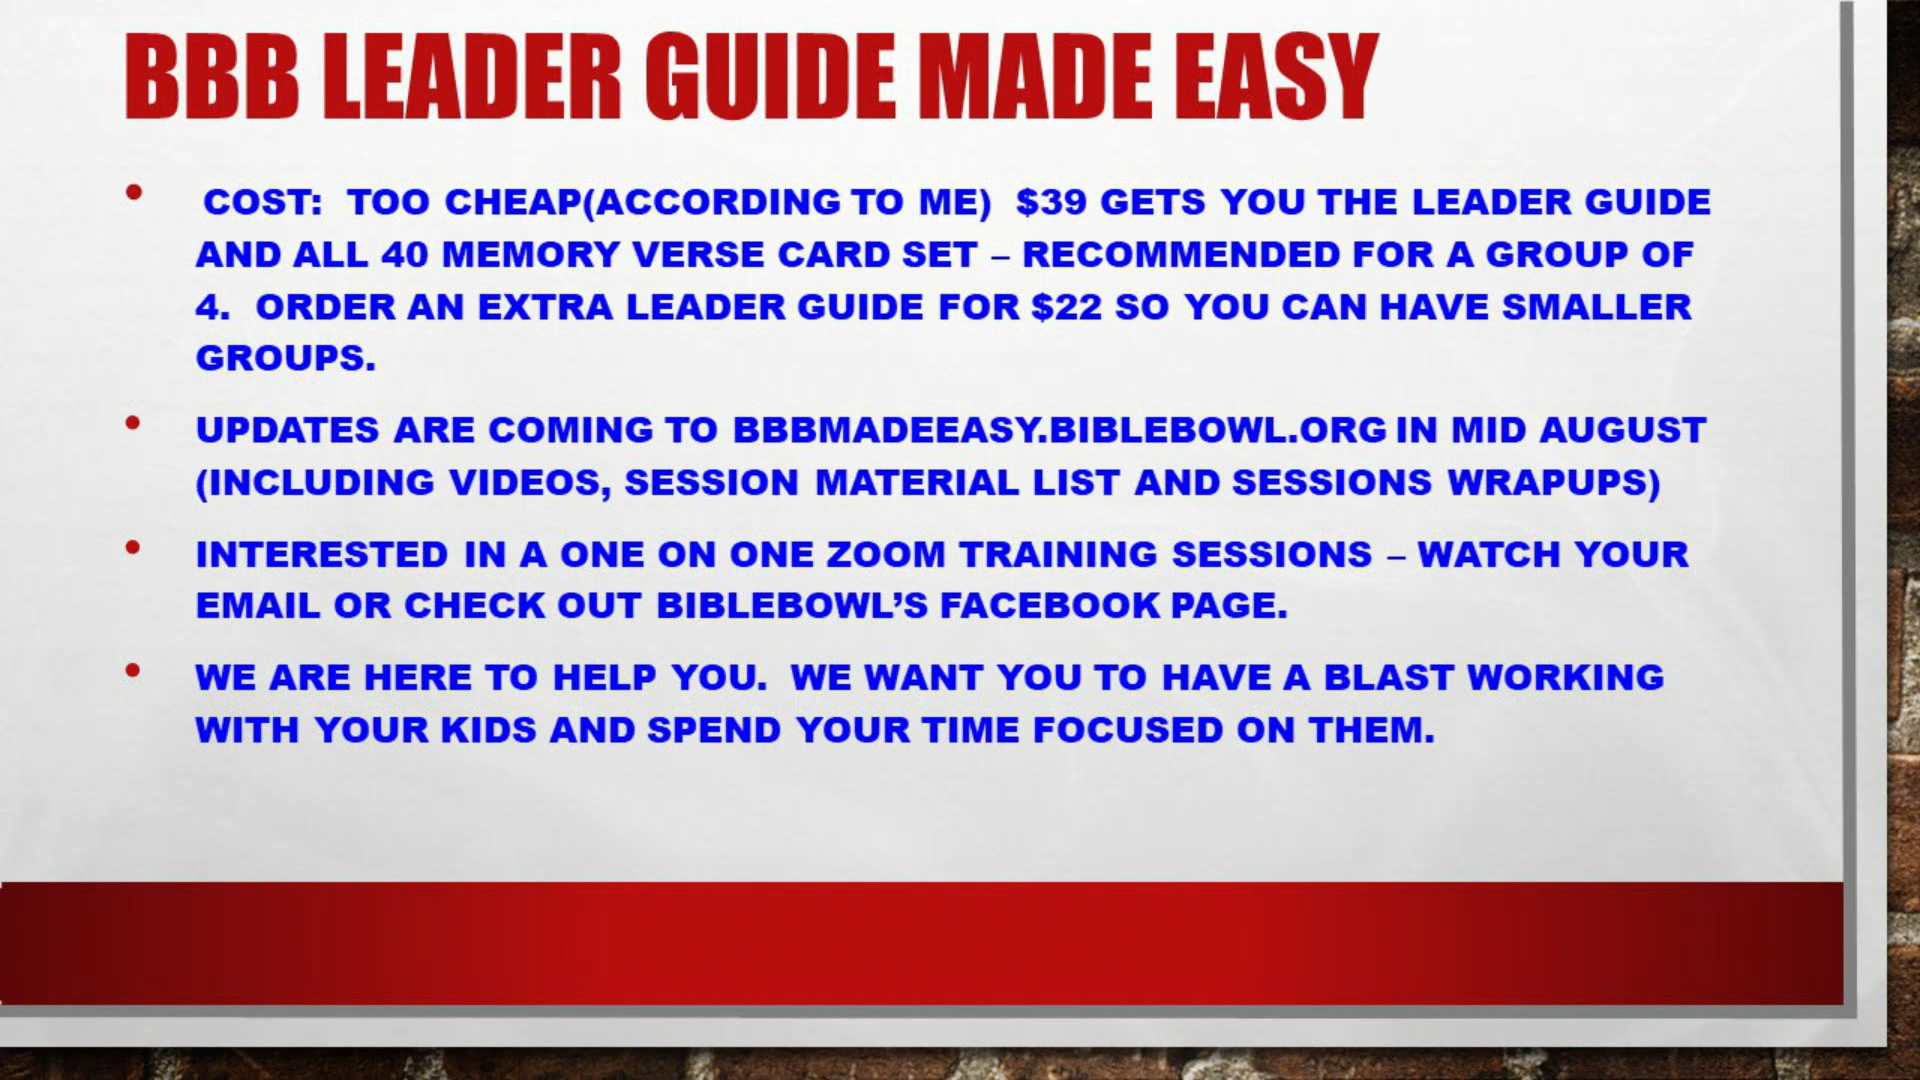 BBB LEADER GUIDE MADE EASY
• COST: TOO CHEAP(ACCORDING TO ME) $39 GETS YOU THE LEADER GUIDE
AND ALL 40 MEMORY VERSE CARD SET – RECOMMENDED FOR A GROUP OF
4. ORDER AN EXTRA LEADER GUIDE FOR $22 SO YOU CAN HAVE SMALLER
GROUPS.
• UPDATES ARE COMING TO BBBMADEEASY.BIBLEBOWL.ORG IN MID AUGUST
(INCLUDING VIDEOS, SESSION MATERIAL LIST AND SESSIONS WRAPUPS)
• INTERESTED IN A ONE ON ONE ZOOM TRAINING SESSIONS – WATCH YOUR
EMAIL OR CHECK OUT BIBLEBOWL’S FACEBOOK PAGE.
• WE ARE HERE TO HELP YOU. WE WANT YOU TO HAVE A BLAST WORKING
WITH YOUR KIDS AND SPEND YOUR TIME FOCUSED ON THEM.